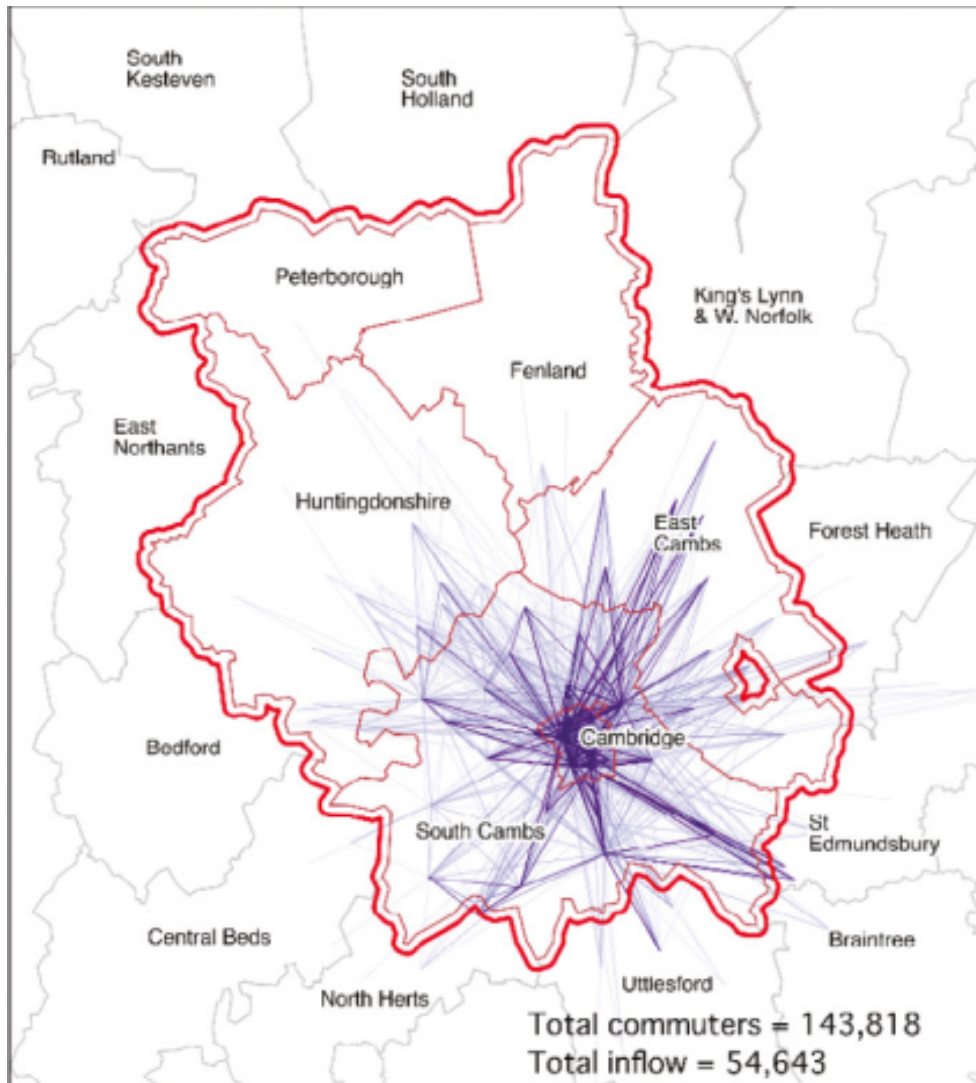 South
Kesteven
South
Holland
Rutland
Peterborough
King's Lynn
& W. Norfolk
Fenland
East
Northants
Huntingdonshire
East
Cambs
Forest Heath
Cambridge
Bedford
South Cambs
St
Edmundsbury
Central Beds
Braintree
North Herts
Uttlesford
Total commuters = 143,818
Total inflow = 54,643